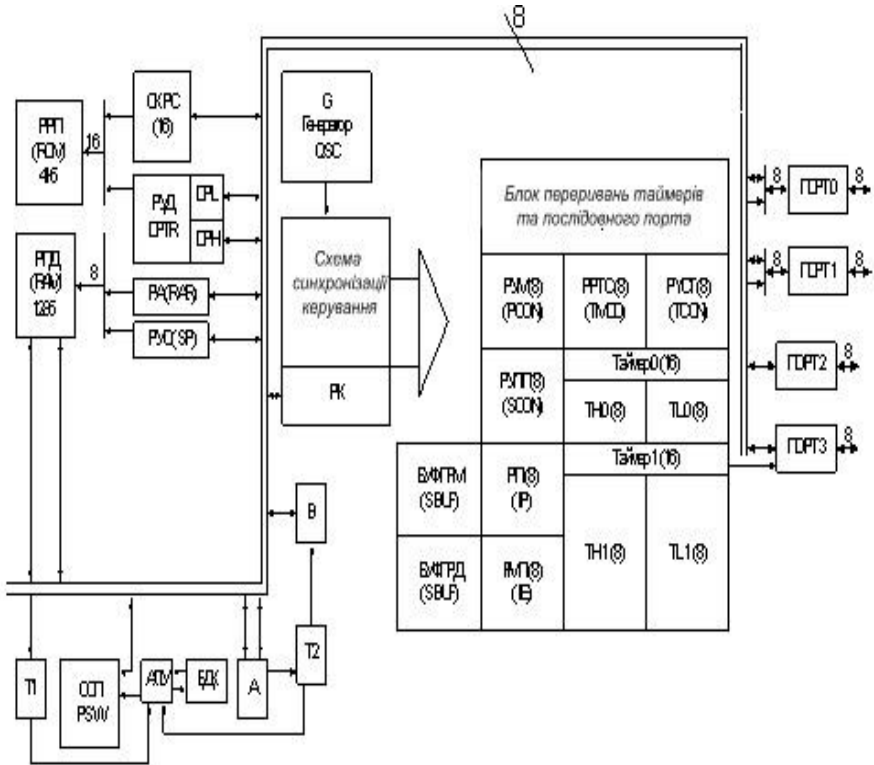 8
СКРС
(16)
G
Генератор
OSC
РПП
(ROM)
4кб
16
РУД
DPTR
DPL
DPH
Блок переривань таймерів
та послідовного порта
8
ПОРТ0
8
Схема
синхронізації
керування
РПД
(RAM)
128б
8
РА(RAR)
РУС(SP)
РУМ(8)
(PCON)
РРТС(8)
(TMOD)
РУСТ(8)
(TCON)
8
ПОРТ1
8
Таймер0(16)
ПОРТ2
8
РК
РУПП(8)
(SCON)
TH0(8)
TL0(8)
ПОРТ3
8
Таймер1(16)
БУФПРМ
(SBUF)
РП(8)
(IP)
TH1(8)
TL1(8)
В
БУФПРД
(SBUF)
РМП(8)
(IE)
Т1
ССП
PSW
АЛУ
БДК
А
Т2